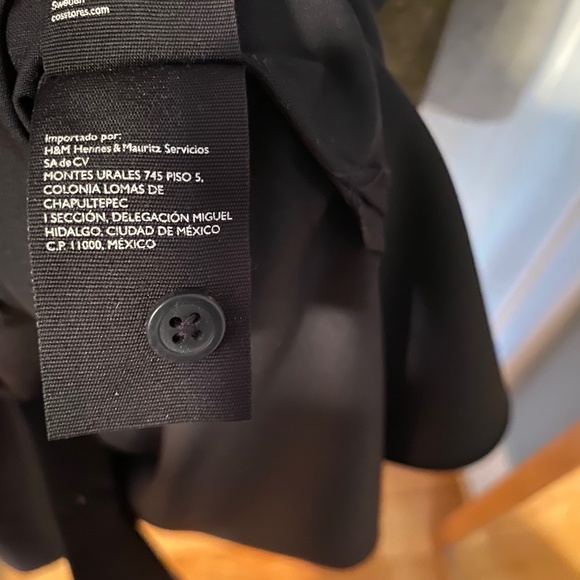 Sweden
cosstores.com
Importado por:
H&M Hennes & Mauritz Servicios
SA de CV
MONTES URALES 745 PISO 5,
COLONIA LOMAS DE
CHAPULTEPEC
I SECCIÓN, DELEGACIÓN MIGUEL
HIDALGO, CIUDAD DE MÉXICO
C.P. 11000, MÉXICO